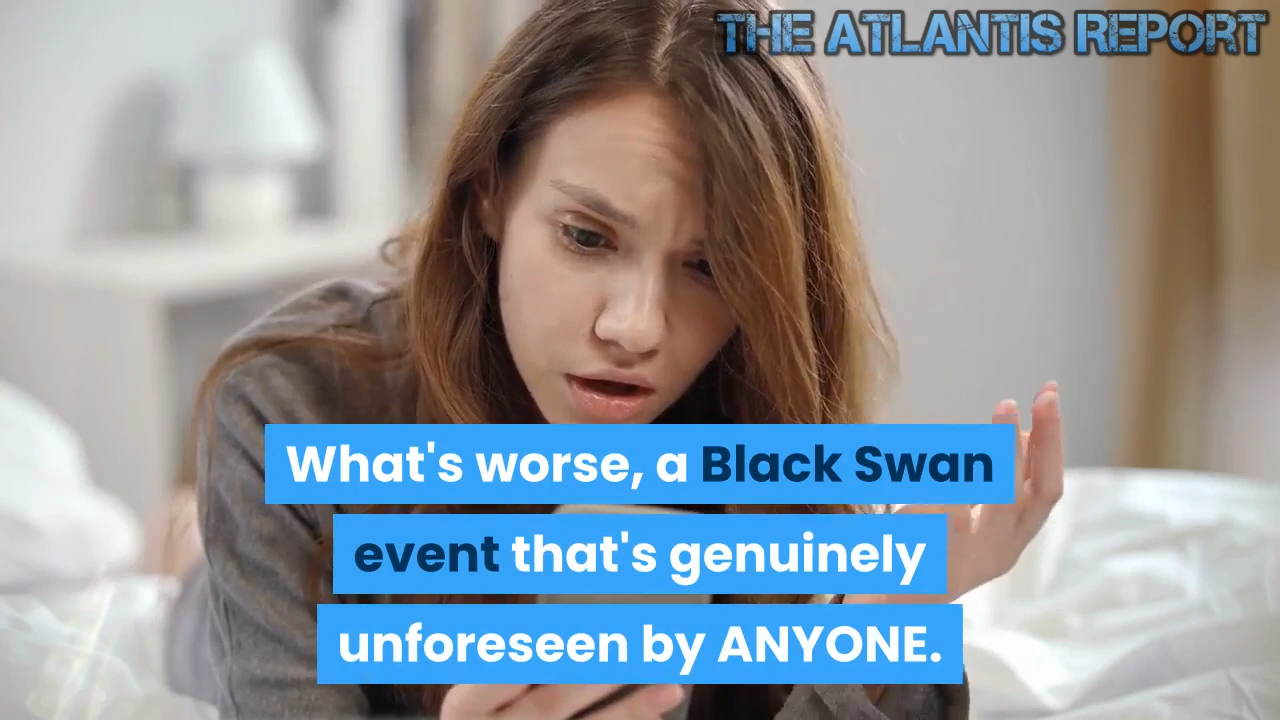 THE ATLANTIS REPORT
What's worse, a Black Swan
event that's genuinely
unforeseen by ANYONE.